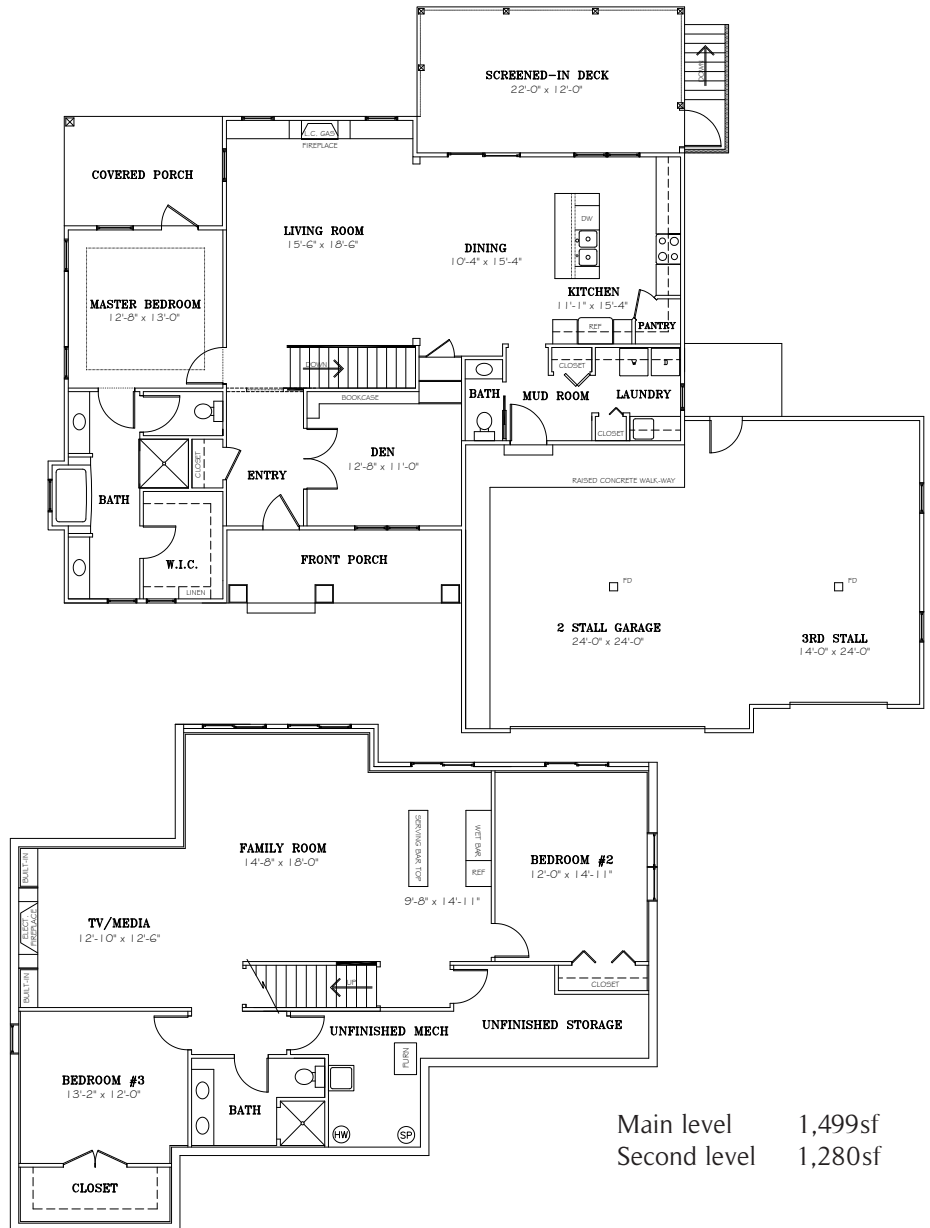 SCREENED-IN DECK
22'-0" x 12'-0"
DOWN
L.C. GAS
FIREPLACE
COVERED PORCH
LIVING ROOM
15'-6" x 18'-6"
DINING
10'-4" x 15'-4"
DW
KITCHEN
11'-1" x 15'-4"
REF
PANTRY
MASTER BEDROOM
12'-8" x 13'-0"
DOWN
BOOKCASE
CLOSET
BATH
MUD ROOM
LAUNDRY
CLOSET
DEN
12'-8" x 11'-0"
CLOSET
ENTRY
BATH
RAISED CONCRETE WALK-WAY
W.I.C.
LINEN
FRONT PORCH
FD
FD
2 STALL GARAGE
24'-0" x 24'-0"
3RD STALL
14'-0" x 24'-0"
FAMILY ROOM
14'-8" x 18'-0"
SERVING BAR TOP
WET BAR
REF
9'-8" x 14'-11"
BEDROOM #2
12'-0" x 14'-11"
BUILT-IN
ELECT.
FIREPLACE
BUILT-IN
TV/MEDIA
12'-10" x 12'-6"
UP
CLOSET
UNFINISHED MECH
UNFINISHED STORAGE
FURN
BEDROOM #3
13'-2" x 12'-0"
BATH
HW
SP
CLOSET
Main level 1,499sf
Second level 1,280sf